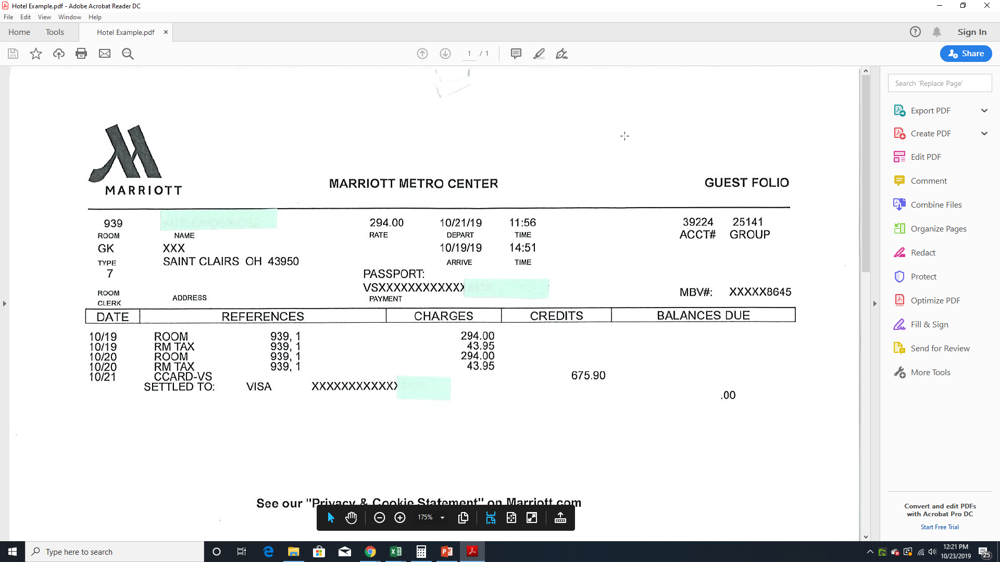 Hotel Example.pdf - Adobe Acrobat Reader DC
File Edit View Window Help
Home Tools Hotel Example.pdf × Sign In
1 / 1 Share
Search 'Replace Page'
Export PDF
Create PDF
Edit PDF
Comment
Combine Files
Organize Pages
Redact
Protect
Optimize PDF
Fill & Sign
Send for Review
More Tools
Convert and edit PDFs
with Acrobat Pro DC
Start Free Trial
MARRIOTT MARRIOTT METRO CENTER GUEST FOLIO
939 294.00 10/21/19 11:56 39224 25141
ROOM NAME RATE DEPART TIME ACCT# GROUP
GK XXX 10/19/19 14:51
TYPE SAINT CLAIRS OH 43950 ARRIVE TIME
7 PASSPORT:
VSXXXXXXXXXXXX
ROOM MBV#: XXXXX8645
CLERK ADDRESS PAYMENT
DATE REFERENCES CHARGES CREDITS BALANCES DUE
10/19 ROOM 939, 1 294.00
10/19 RM TAX 939, 1 43.95
10/20 ROOM 939, 1 294.00
10/20 RM TAX 939, 1 43.95
10/21 CCARD-VS 675.90
SETTLED TO: VISA XXXXXXXXXXXX
.00
See our "Privacy & Cookie Statement" on Marriott.com
175%
Type here to search
12:21 PM
10/23/2019
25